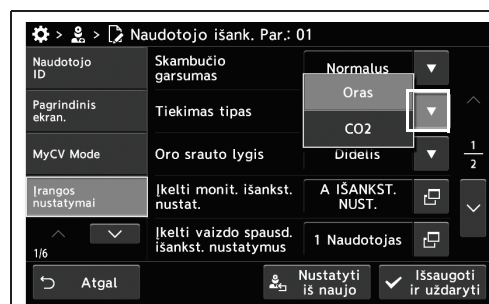 > > Naudotojo išank. Par.: 01
Naudotojo
ID
Pagrindinis
ekran.
MyCV Mode
Įrangos
nustatymai
1/6
Skambučio
garsumas
Normalus
Tiekimas tipas
Oras
CO2
Oro srauto lygis
Didelis
Įkelti monit. išankst.
nustat.
A IŠANKST.
NUST.
Įkelti vaizdo spausd.
išankst. nustatymus
1 Naudotojas
1
2
Atgal
Nustatyti
iš naujo
Išsaugoti
ir uždaryti